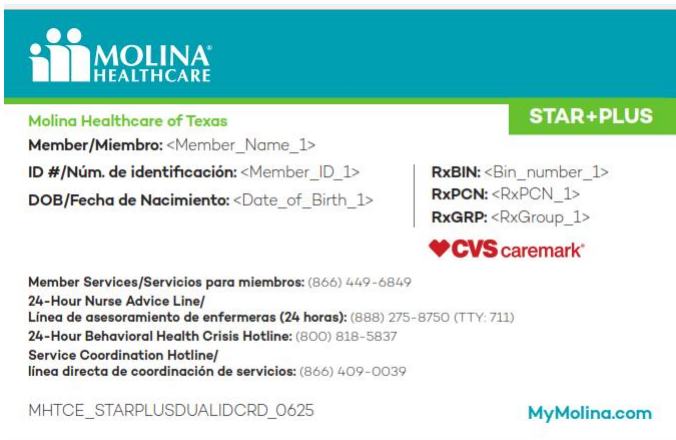 MOLINA®
HEALTHCARE
Molina Healthcare of Texas
STAR+PLUS
Member/Miembro: <Member_Name_1>
ID #/Núm. de identificación: <Member_ID_1>
DOB/Fecha de Nacimiento: <Date_of_Birth_1>
RxBIN: <Bin_number_1>
RxPCN: <RxPCN_1>
RxGRP: <RxGroup_1>
CVS caremark®
Member Services/Servicios para miembros: (866) 449-6849
24-Hour Nurse Advice Line/
Línea de asesoramiento de enfermeras (24 horas): (888) 275-8750 (TTY: 711)
24-Hour Behavioral Health Crisis Hotline: (800) 818-5837
Service Coordination Hotline/
línea directa de coordinación de servicios: (866) 409-0039
MHTCE_STARPLUSDUALIDCRD_0625
MyMolina.com